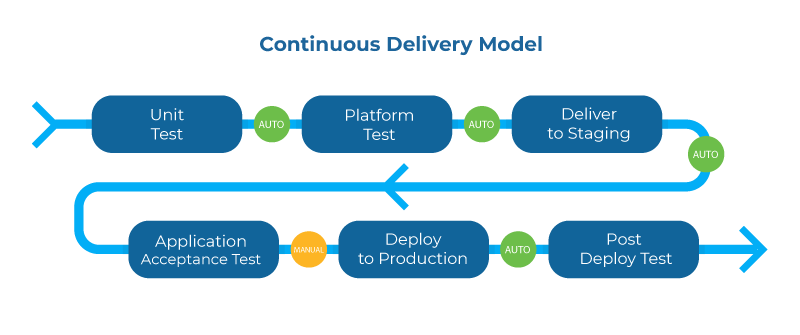 Continuous Delivery Model
Unit
Test
AUTO
Platform
Test
AUTO
Deliver
to Staging
AUTO
Application
Acceptance Test
MANUAL
Deploy
to Production
AUTO
Post
Deploy Test